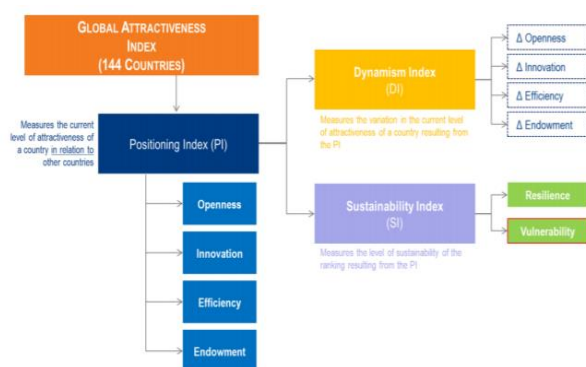 GLOBAL ATTRACTIVENESS
INDEX
(144 COUNTRIES)
Measures the current
level of attractiveness of
a country in relation to
other countries
Positioning Index (PI)
Openness
Innovation
Efficiency
Endowment
Dynamism Index
(DI)
Measures the variation in the current level
of attractiveness of a country resulting from
the PI
Δ Openness
Δ Innovation
Δ Efficiency
Δ Endowment
Sustainability Index
(SI)
Measures the level of sustainability of the
ranking resulting from the PI
Resilience
Vulnerability